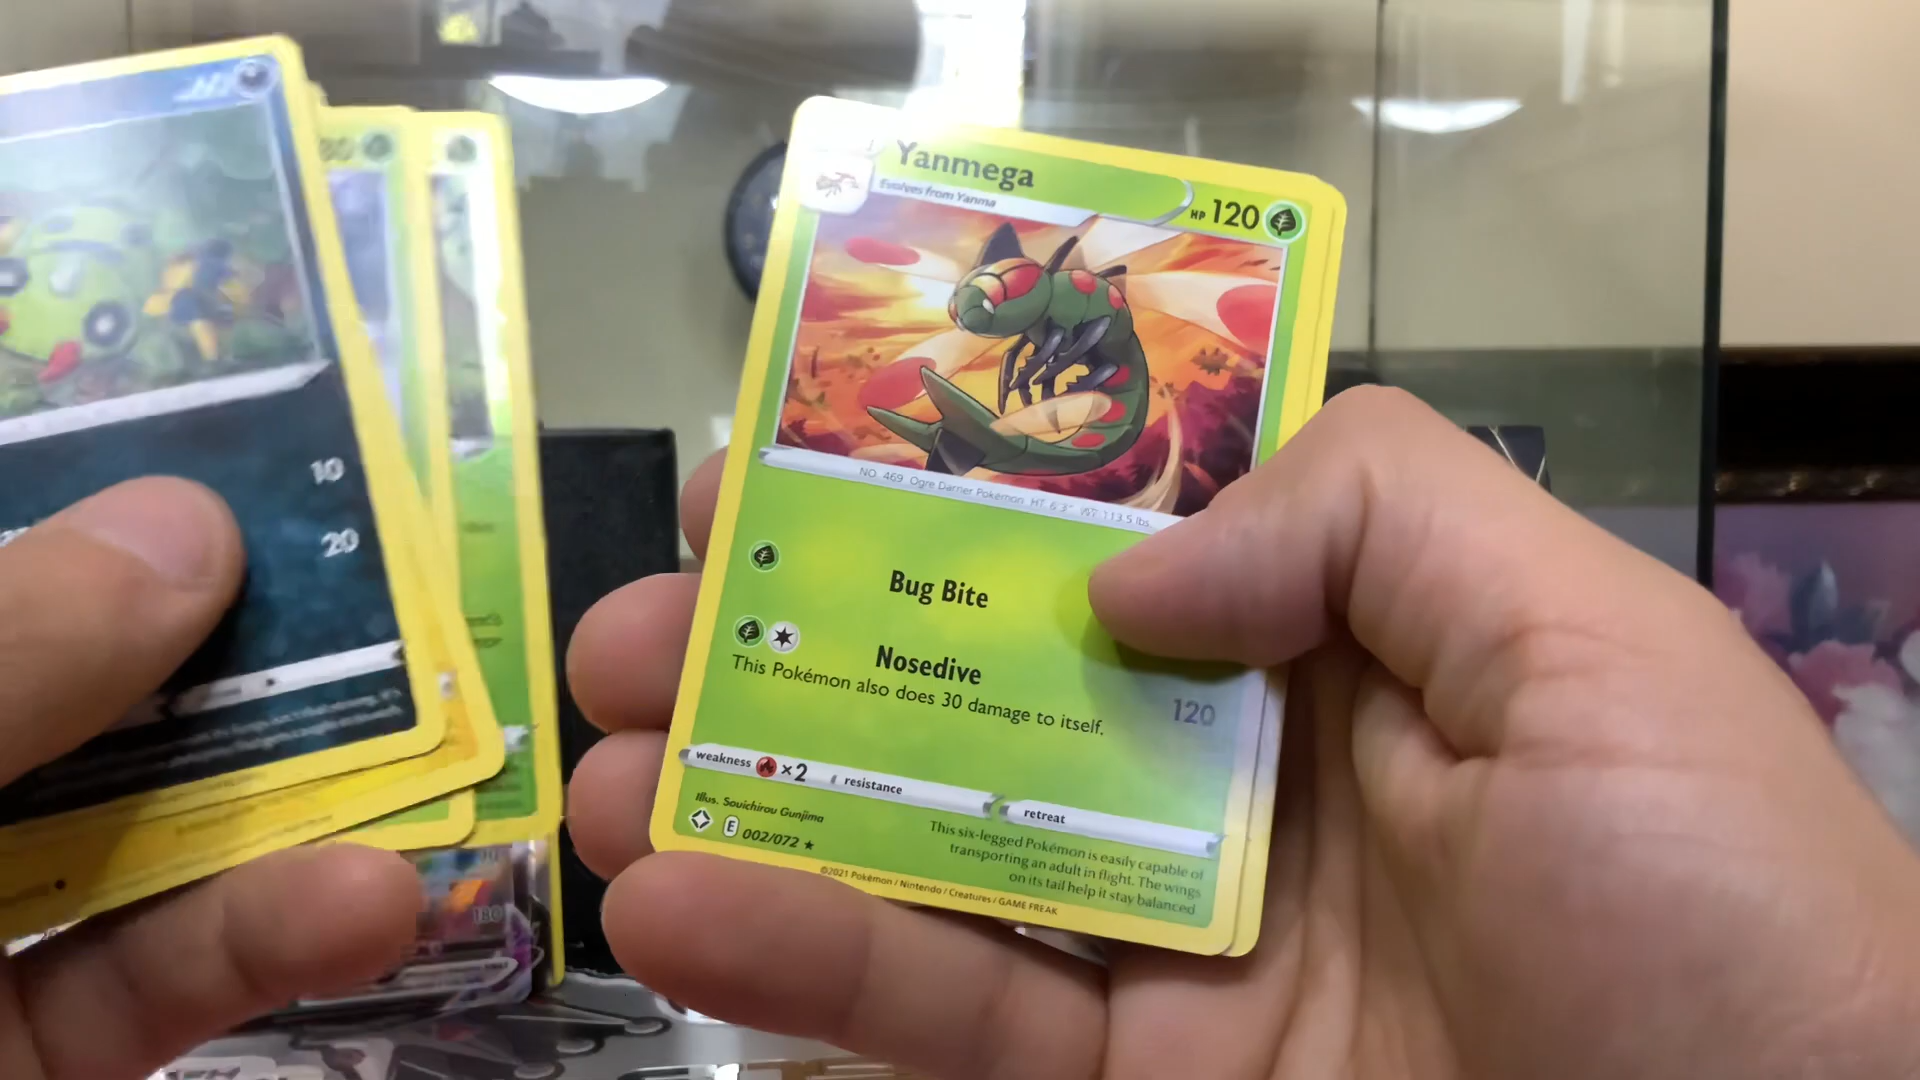 Yanmega
Evolves from Yanma
HP 120
NO. 469 Ogre Darner Pokémon HT 6'3" WT 113.5 lbs.
Bug Bite
Nosedive
This Pokémon also does 30 damage to itself.
120
weakness ×2 resistance
retreat
Illus. Souichirou Gunjima
E 002/072 ★
This six-legged Pokémon is easily capable of
transporting an adult in flight. The wings
on its tail help it stay balanced
©2021 Pokémon / Nintendo / Creatures / GAME FREAK
10
20
180